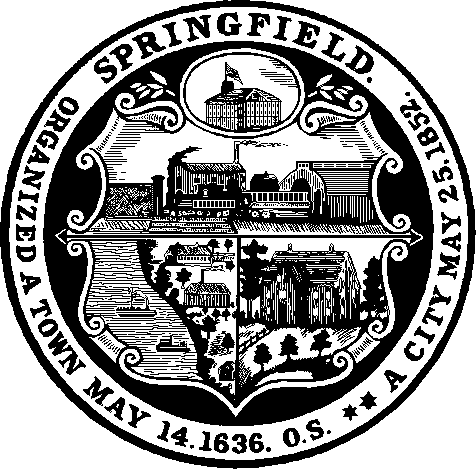 SPRINGFIELD.
ORGANIZED A TOWN MAY 14.1636. O.S. ** A CITY MAY 25.1852.